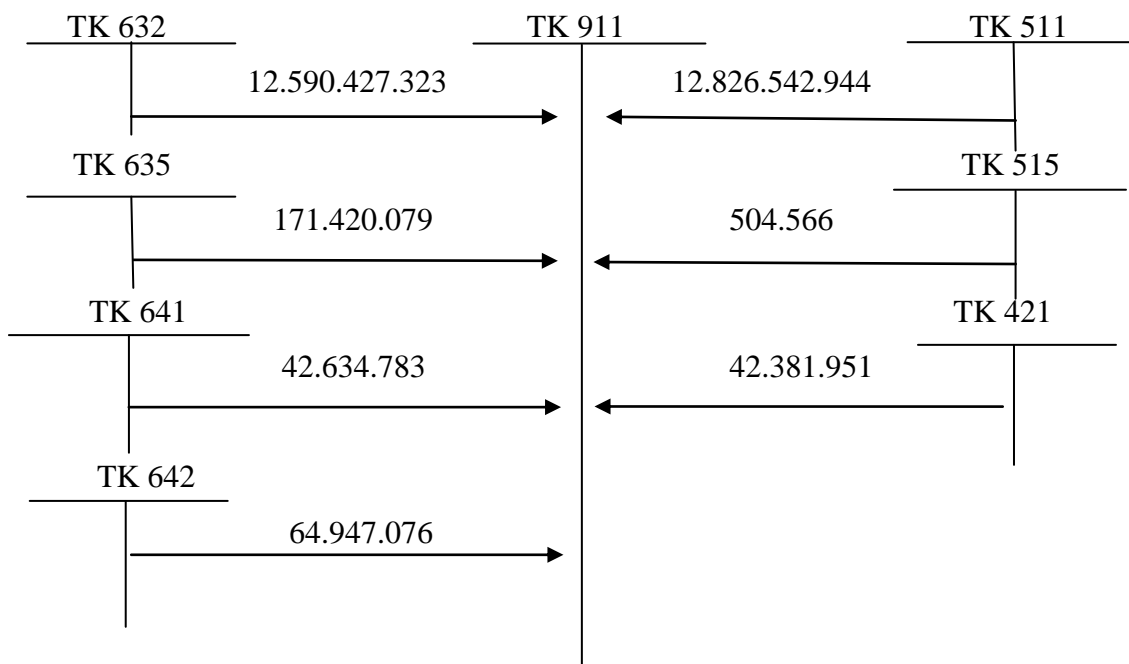 TK 632 TK 911 TK 511
12.590.427.323 12.826.542.944
TK 635 TK 515
171.420.079 504.566
TK 641 TK 421
42.634.783 42.381.951
TK 642
64.947.076